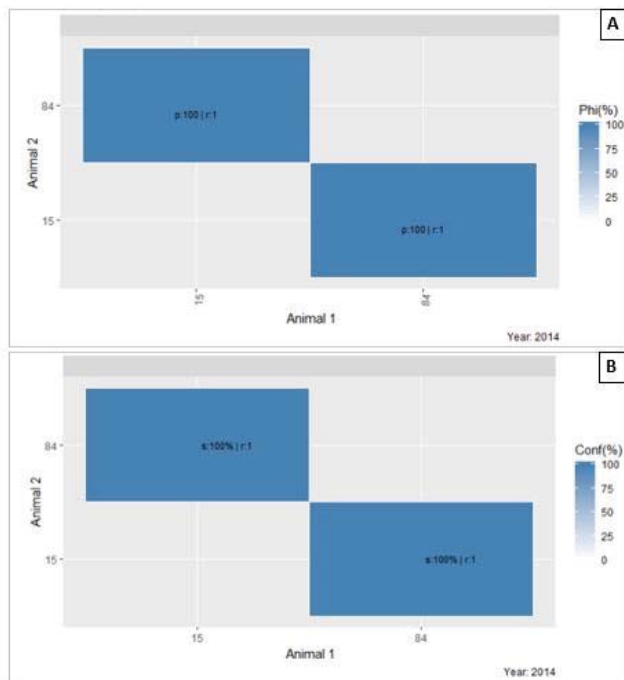 A
Animal 2
84
15
p:100 | r:1
p:100 | r:1
15
84
Animal 1
Year: 2014
Phi(%)
100
75
50
25
0
B
Animal 2
84
15
s:100% | r:1
s:100% | r:1
15
84
Animal 1
Year: 2014
Conf(%)
100
75
50
25
0